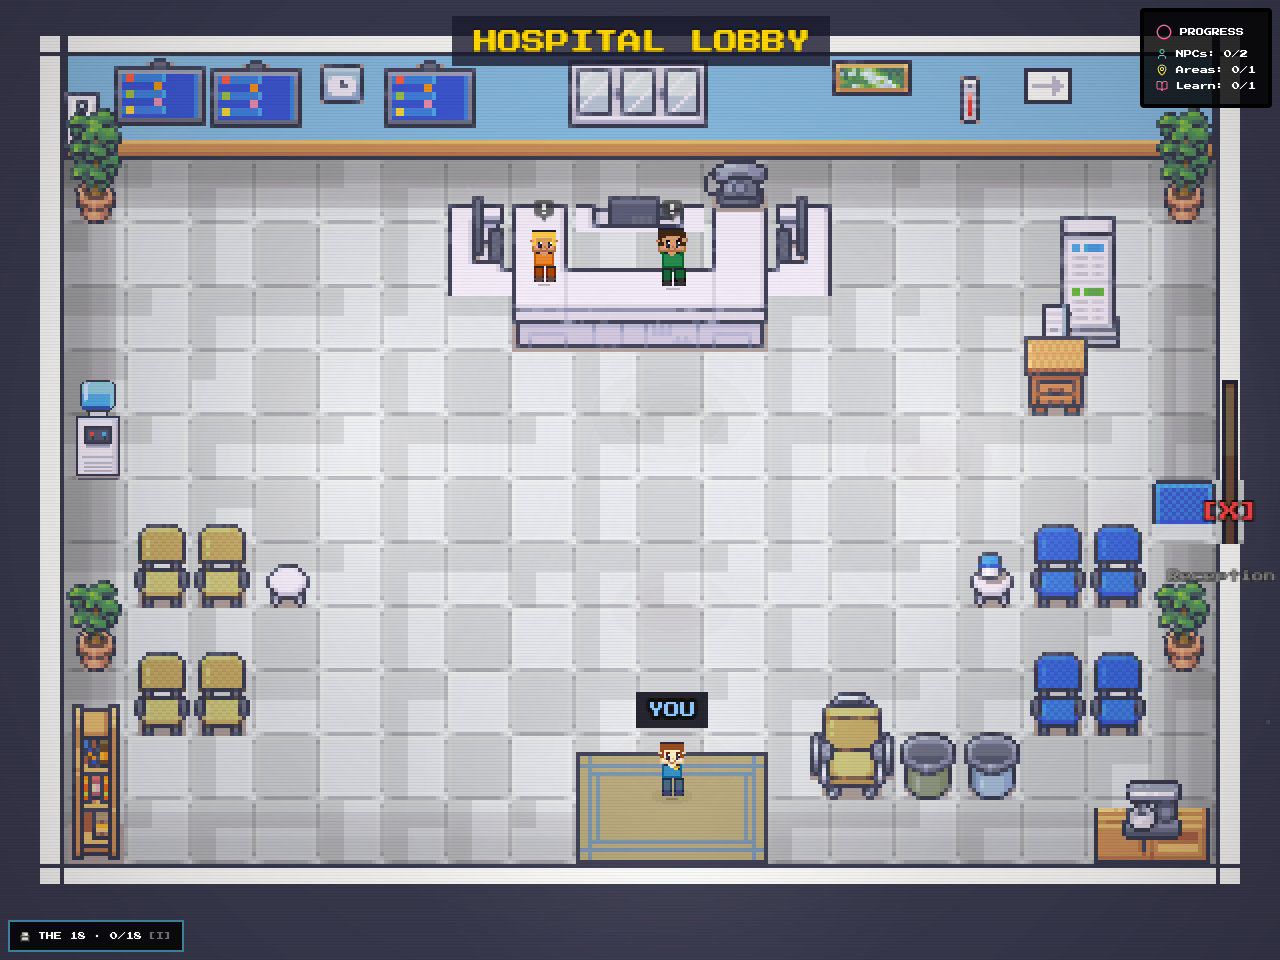 HOSPITAL LOBBY
PROGRESS
NPCs: 0/2
Areas: 0/1
Learn: 0/1
[X]
Reception
YOU
THE 18 · 0/18 [I]